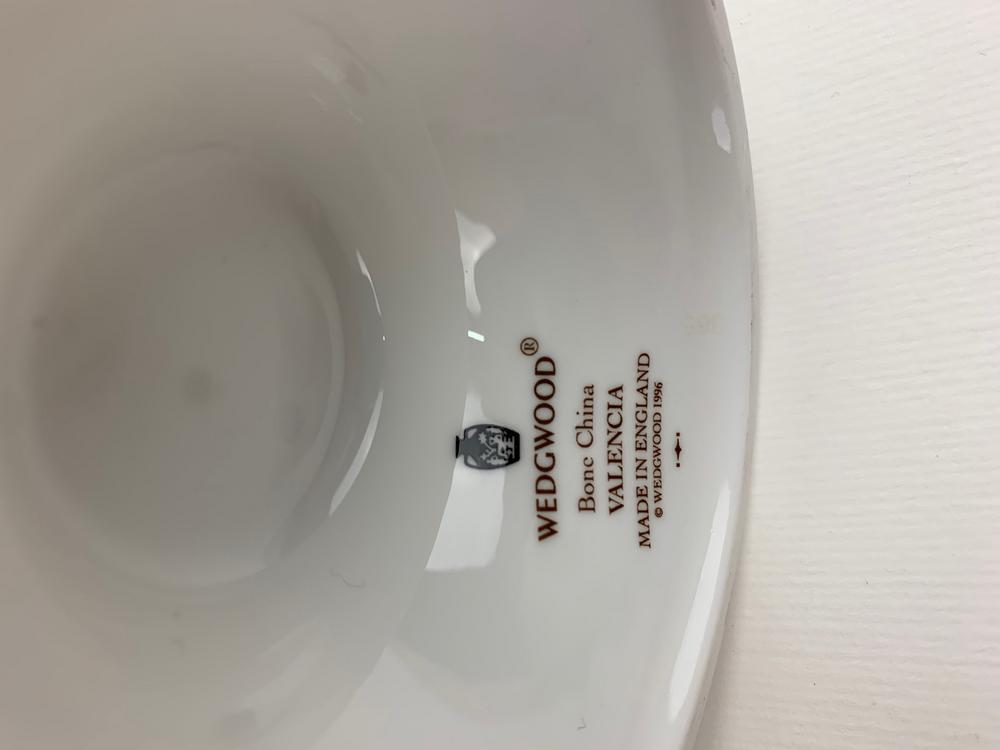 WEDGWOOD®
Bone China
VALENCIA
MADE IN ENGLAND
© WEDGWOOD 1996